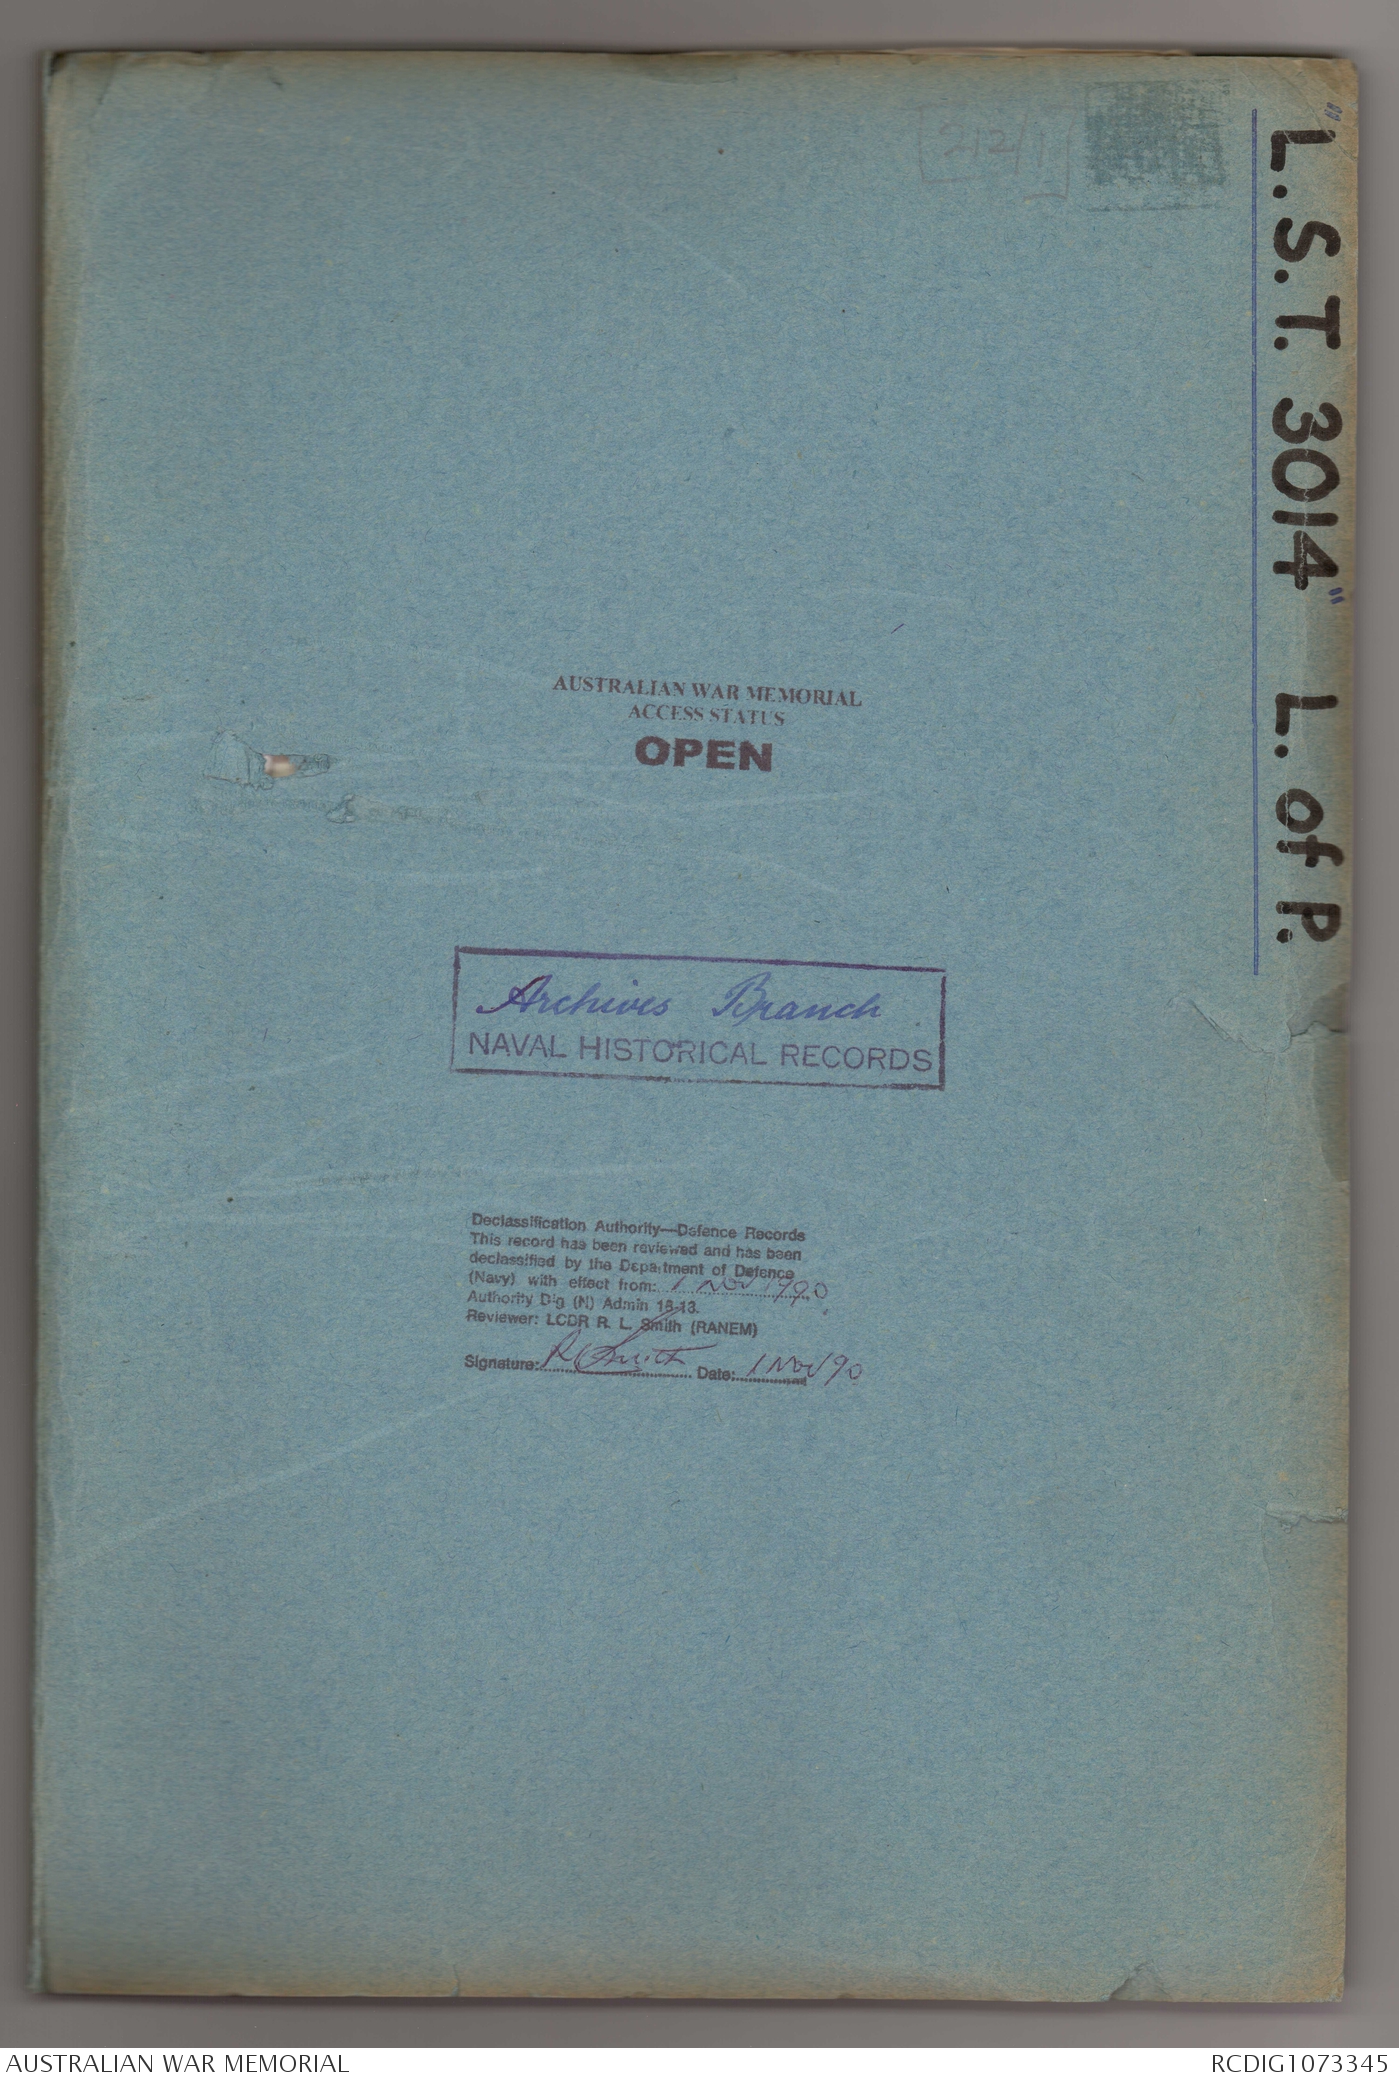 212/1
"L.S.T. 3014" L. of P.
AUSTRALIAN WAR MEMORIAL
ACCESS STATUS
OPEN
Archives Branch
NAVAL HISTORICAL RECORDS
Declassification Authority—Defence Records
This record has been reviewed and has been
declassified by the Department of Defence
(Navy) with effect from: 1 Nov 1990
Authority Dig (N) Admin 18-13.
Reviewer: LCDR R. L. Smith (RANEM)
Signature: R Smith Date: 1 Nov 90
AUSTRALIAN WAR MEMORIAL
RCDIG1073345